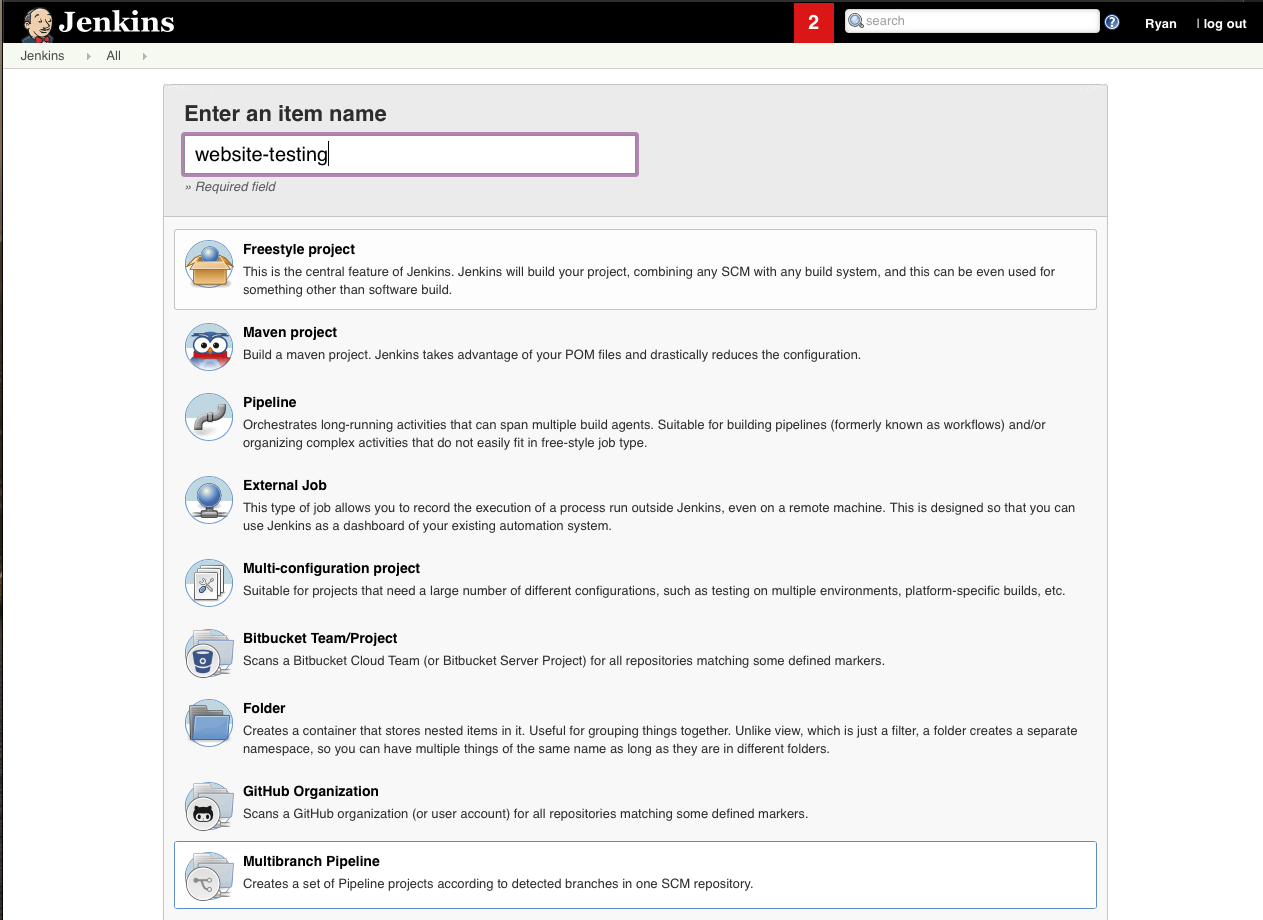 Jenkins
2
search
?
Ryan
| log out
Jenkins
All
Enter an item name
website-testing
» Required field
Freestyle project
This is the central feature of Jenkins. Jenkins will build your project, combining any SCM with any build system, and this can be even used for
something other than software build.
Maven project
Build a maven project. Jenkins takes advantage of your POM files and drastically reduces the configuration.
Pipeline
Orchestrates long-running activities that can span multiple build agents. Suitable for building pipelines (formerly known as workflows) and/or
organizing complex activities that do not easily fit in free-style job type.
External Job
This type of job allows you to record the execution of a process run outside Jenkins, even on a remote machine. This is designed so that you can
use Jenkins as a dashboard of your existing automation system.
Multi-configuration project
Suitable for projects that need a large number of different configurations, such as testing on multiple environments, platform-specific builds, etc.
Bitbucket Team/Project
Scans a Bitbucket Cloud Team (or Bitbucket Server Project) for all repositories matching some defined markers.
Folder
Creates a container that stores nested items in it. Useful for grouping things together. Unlike view, which is just a filter, a folder creates a separate
namespace, so you can have multiple things of the same name as long as they are in different folders.
GitHub Organization
Scans a GitHub organization (or user account) for all repositories matching some defined markers.
Multibranch Pipeline
Creates a set of Pipeline projects according to detected branches in one SCM repository.